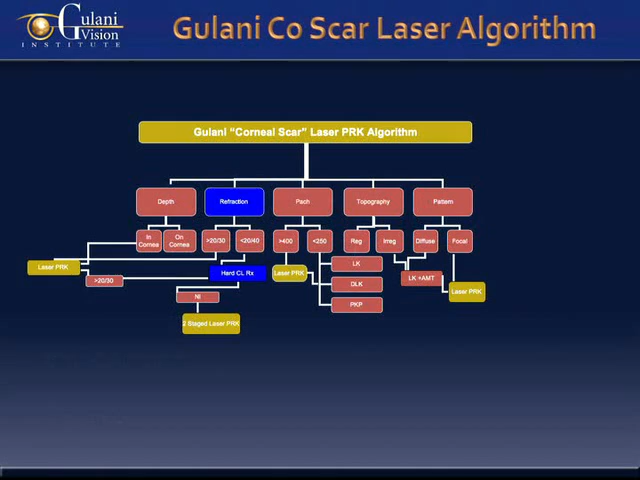 Gulani
Vision
INSTITUTE
Gulani Co Scar Laser Algorithm
Gulani “Corneal Scar” Laser PRK Algorithm
Depth
Refraction
Pach
Topography
Pattern
In
Cornea
On
Cornea
>20/30
<20/40
>400
<250
Reg
Irreg
Diffuse
Focal
Laser PRK
>20/30
Hard CL Rx
Laser PRK
LK
DLK
PKP
LK +AMT
Laser PRK
NI
2 Staged Laser PRK